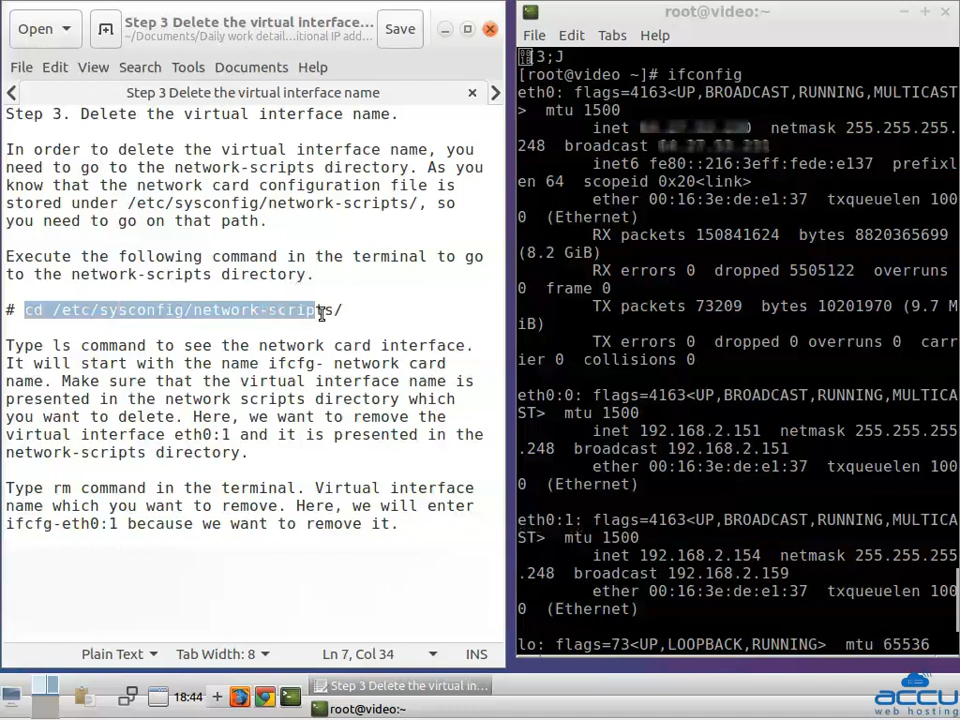 Open
Step 3 Delete the virtual interface...
~/Documents/Daily work detail...itional IP add...
Save
File Edit View Search Tools Documents Help
Step 3 Delete the virtual interface name
Step 3. Delete the virtual interface name.
In order to delete the virtual interface name, you
need to go to the network-scripts directory. As you
know that the network card configuration file is
stored under /etc/sysconfig/network-scripts/, so
you need to go on that path.
Execute the following command in the terminal to go
to the network-scripts directory.
# cd /etc/sysconfig/network-scripts/
Type ls command to see the network card interface.
It will start with the name ifcfg- network card
name. Make sure that the virtual interface name is
presented in the network scripts directory which
you want to delete. Here, we want to remove the
virtual interface eth0:1 and it is presented in the
network-scripts directory.
Type rm command in the terminal. Virtual interface
name which you want to remove. Here, we will enter
ifcfg-eth0:1 because we want to remove it.
Plain Text Tab Width: 8 Ln 7, Col 34 INS
root@video:~
File Edit Tabs Help
3;J
[root@video ~]# ifconfig
eth0: flags=4163<UP,BROADCAST,RUNNING,MULTICAST
> mtu 1500
inet netmask 255.255.255.
248 broadcast
inet6 fe80::216:3eff:fede:e137 prefixl
en 64 scopeid 0x20<link>
ether 00:16:3e:de:e1:37 txqueuelen 100
0 (Ethernet)
RX packets 150841624 bytes 8820365699
(8.2 GiB)
RX errors 0 dropped 5505122 overruns
0 frame 0
TX packets 73209 bytes 10201970 (9.7 M
iB)
TX errors 0 dropped 0 overruns 0 carr
ier 0 collisions 0
eth0:0: flags=4163<UP,BROADCAST,RUNNING,MULTICA
ST> mtu 1500
inet 192.168.2.151 netmask 255.255.255
.248 broadcast 192.168.2.151
ether 00:16:3e:de:e1:37 txqueuelen 100
0 (Ethernet)
eth0:1: flags=4163<UP,BROADCAST,RUNNING,MULTICA
ST> mtu 1500
inet 192.168.2.154 netmask 255.255.255
.248 broadcast 192.168.2.159
ether 00:16:3e:de:e1:37 txqueuelen 100
0 (Ethernet)
lo: flags=73<UP,LOOPBACK,RUNNING> mtu 65536
18:44
Step 3 Delete the virtual in...
root@video:~
accu
web hosting